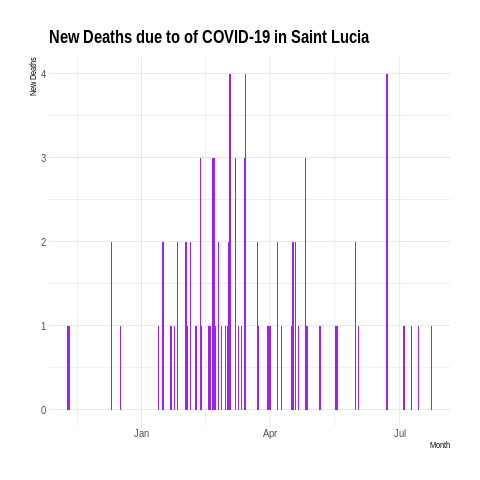 New Deaths due to of COVID-19 in Saint Lucia
New Deaths
4
3
2
1
0
Jan
Apr
Jul
Month